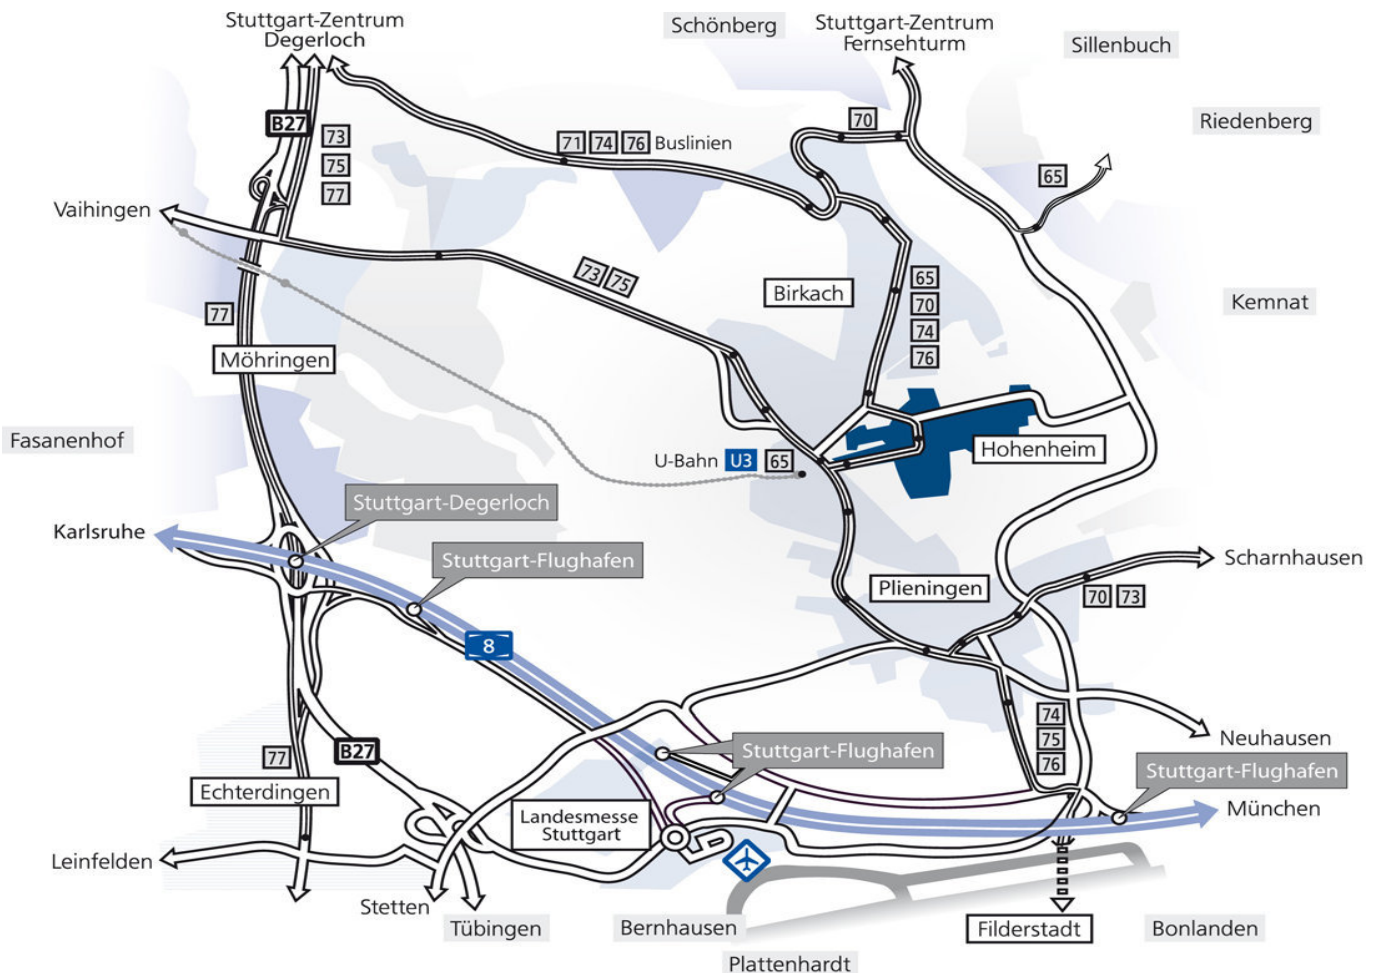 Stuttgart-Zentrum
Degerloch
Schönberg
Stuttgart-Zentrum
Fernsehturm
Sillenbuch
Riedenberg
B27
73
75
77
71 74 76 Buslinien
70
65
Vaihingen
73 75
Birkach
65
70
74
76
Kemnat
77
Möhringen
Fasanenhof
U-Bahn U3 65
Hohenheim
Karlsruhe
Stuttgart-Degerloch
Stuttgart-Flughafen
Scharnhausen
Plieningen
70 73
8
74
75
76
Neuhausen
B27
77
Stuttgart-Flughafen
Stuttgart-Flughafen
Echterdingen
Landesmesse
Stuttgart
München
Leinfelden
Stetten
Tübingen
Bernhausen
Filderstadt
Bonlanden
Plattenhardt